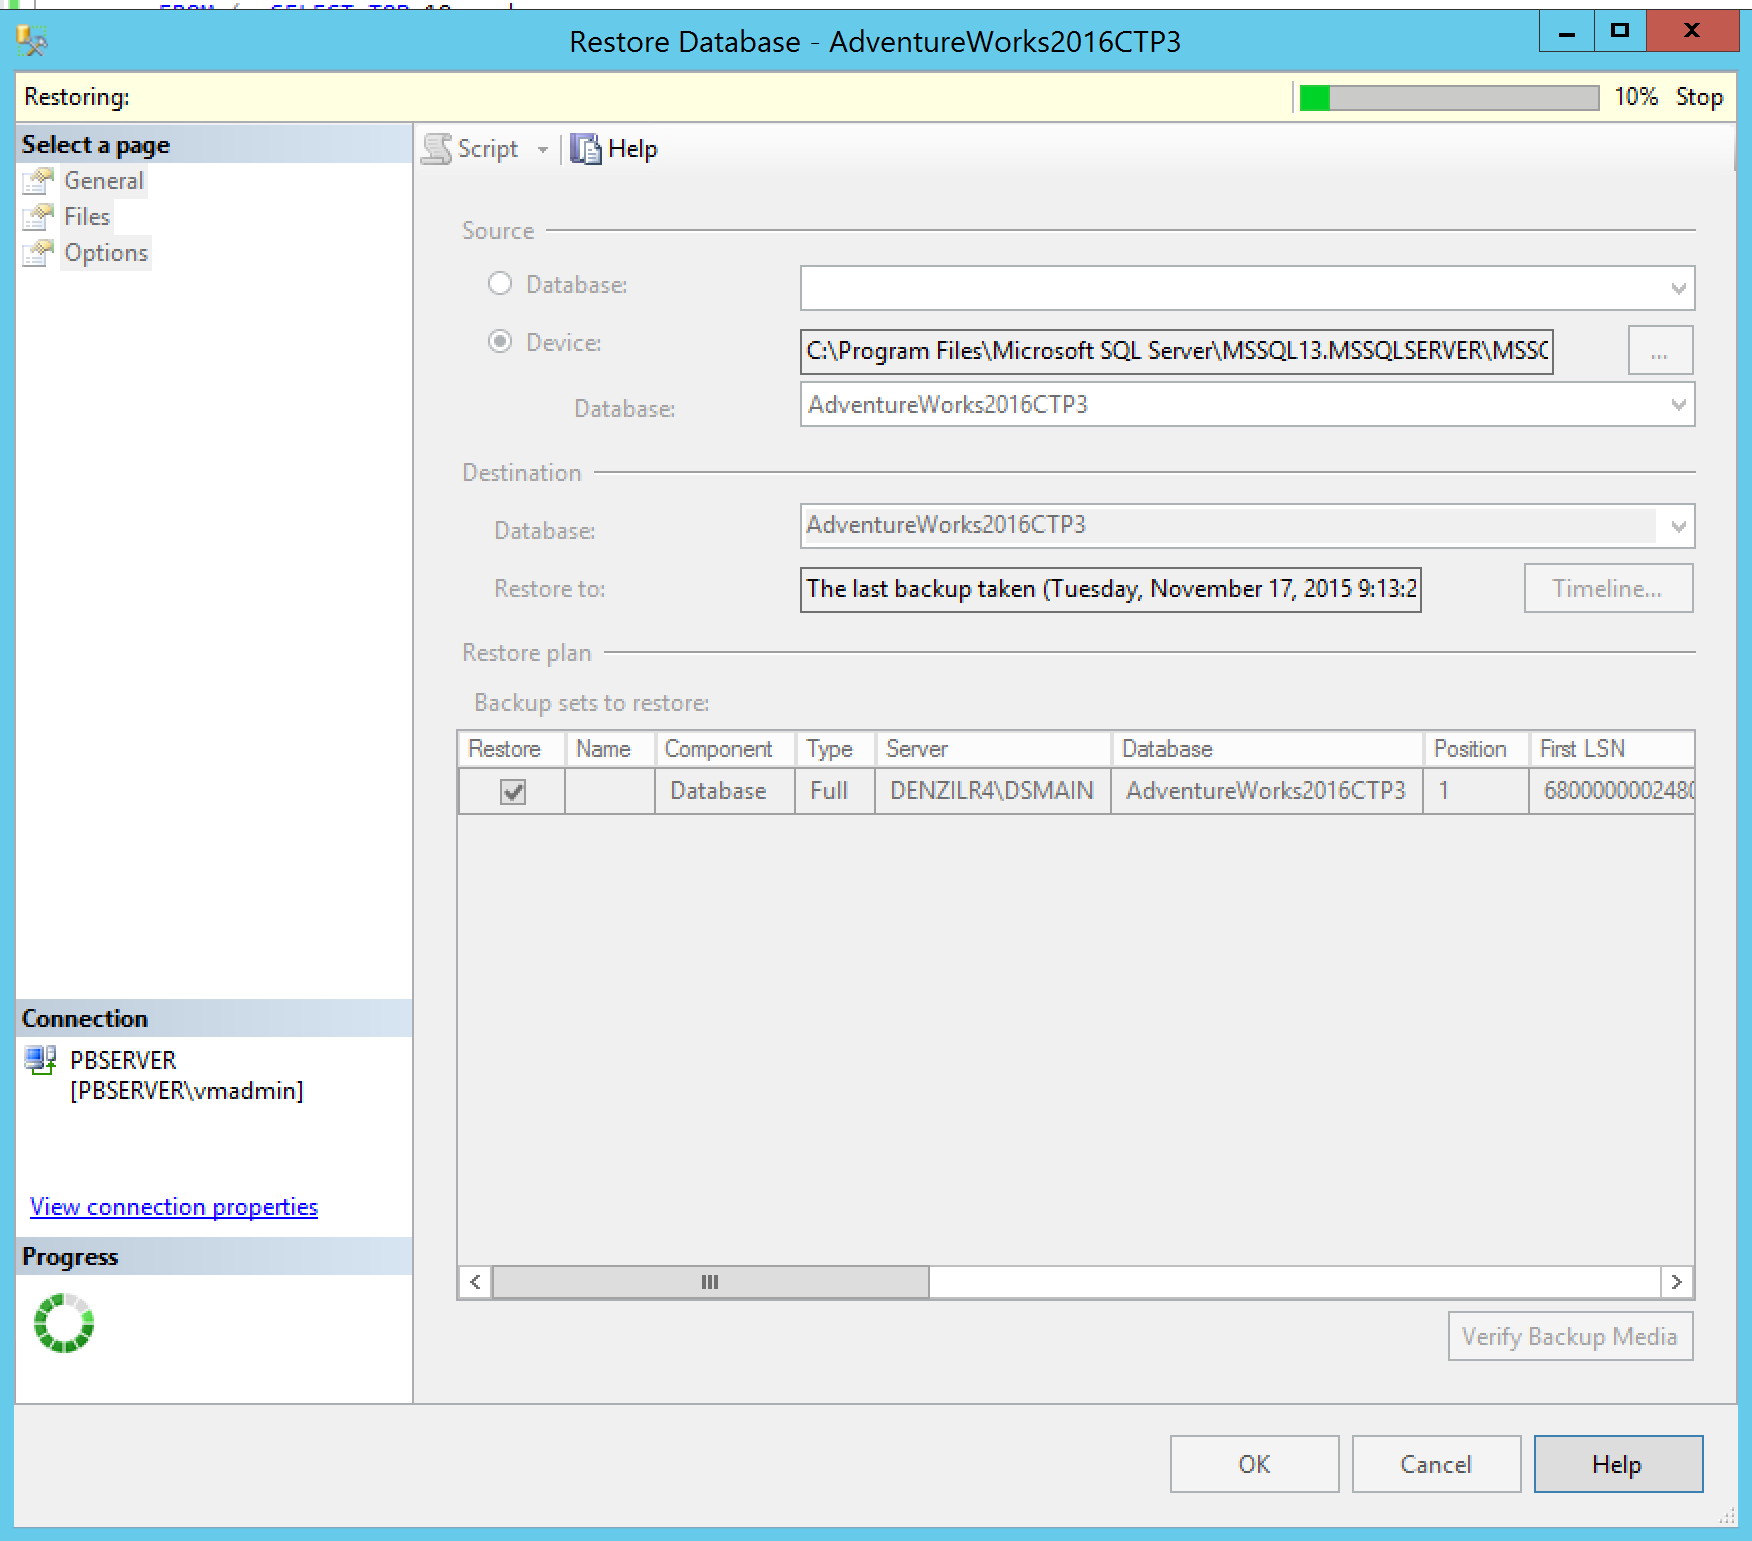 Restore Database - AdventureWorks2016CTP3
Restoring: 10% Stop
Select a page
General
Files
Options
Script Help
Source
Database:
Device: C:\Program Files\Microsoft SQL Server\MSSQL13.MSSQLSERVER\MSSQ ...
Database: AdventureWorks2016CTP3
Destination
Database: AdventureWorks2016CTP3
Restore to: The last backup taken (Tuesday, November 17, 2015 9:13:2 Timeline...
Restore plan
Backup sets to restore:
Restore Name Component Type Server Database Position First LSN
Database Full DENZILR4\DSMAIN AdventureWorks2016CTP3 1 6800000002480
Connection
PBSERVER
[PBSERVER\vmadmin]
View connection properties
Progress
Verify Backup Media
OK Cancel Help